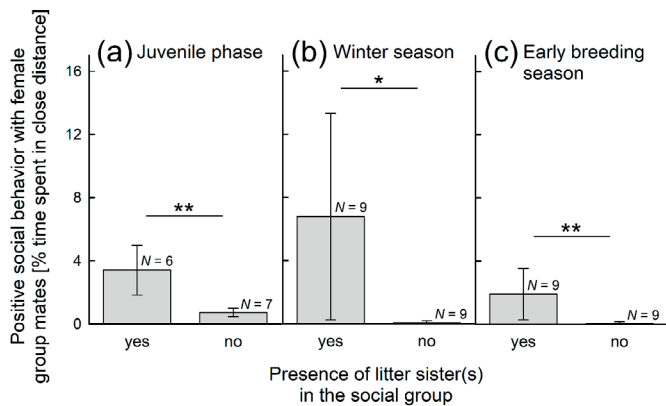 Positive social behavior with female
group mates [% time spent in close distance]
16
12
8
4
0
(a) Juvenile phase
**
N = 6
N = 7
yes no
(b) Winter season
*
N = 9
N = 9
yes no
(c) Early breeding
season
**
N = 9
N = 9
yes no
Presence of litter sister(s)
in the social group